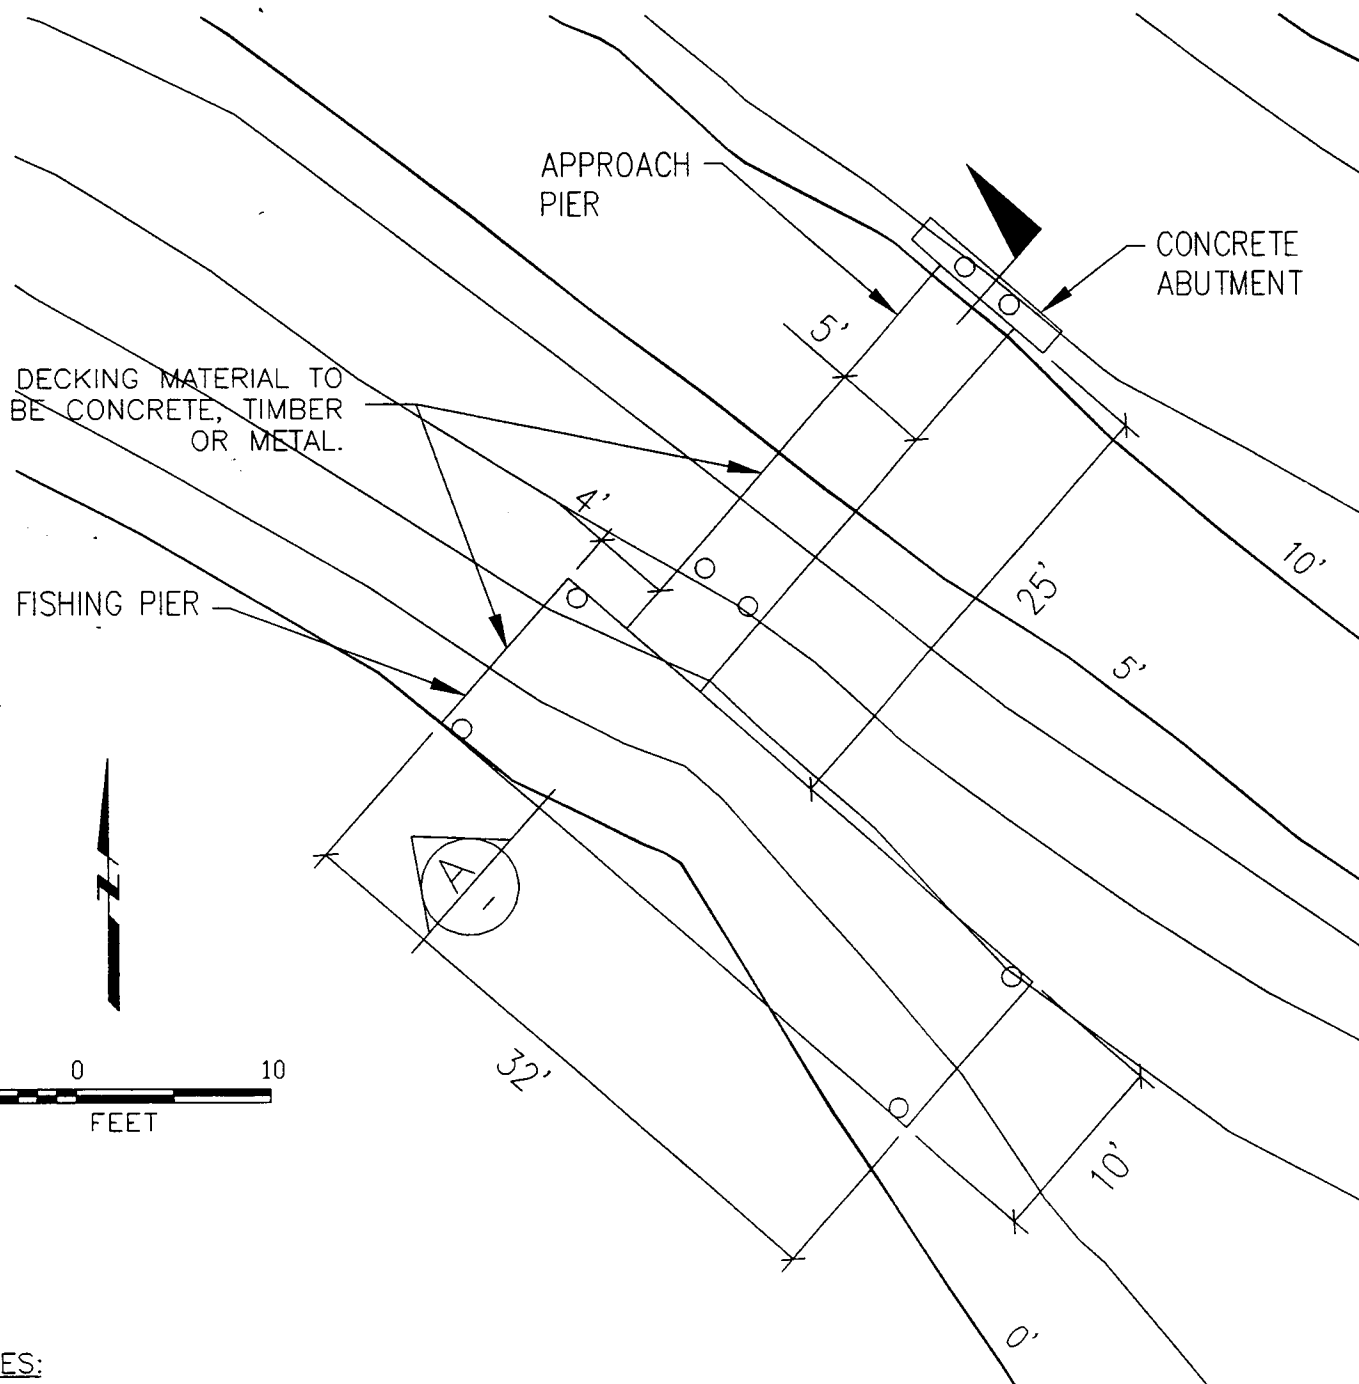 APPROACH
PIER
CONCRETE
ABUTMENT
5'
DECKING MATERIAL TO
BE CONCRETE, TIMBER
OR METAL.
4'
10'
25'
FISHING PIER
5'
N
A
-
32'
0 10
FEET
10'
0'
ES: